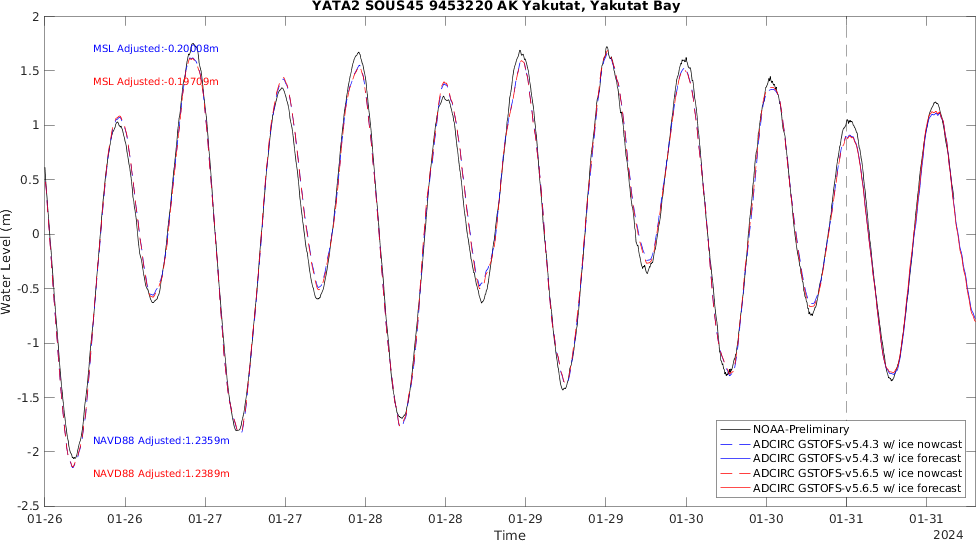 YATA2 SOUS45 9453220 AK Yakutat, Yakutat Bay
2
1.5
1
0.5
0
-0.5
-1
-1.5
-2
-2.5
Water Level (m)
MSL Adjusted:-0.20008m
MSL Adjusted:-0.19709m
NAVD88 Adjusted:1.2359m
NAVD88 Adjusted:1.2389m
NOAA-Preliminary
ADCIRC GSTOFS-v5.4.3 w/ ice nowcast
ADCIRC GSTOFS-v5.4.3 w/ ice forecast
ADCIRC GSTOFS-v5.6.5 w/ ice nowcast
ADCIRC GSTOFS-v5.6.5 w/ ice forecast
01-26 01-26 01-27 01-27 01-28 01-28 01-29 01-29 01-30 01-30 01-31 01-31
2024
Time